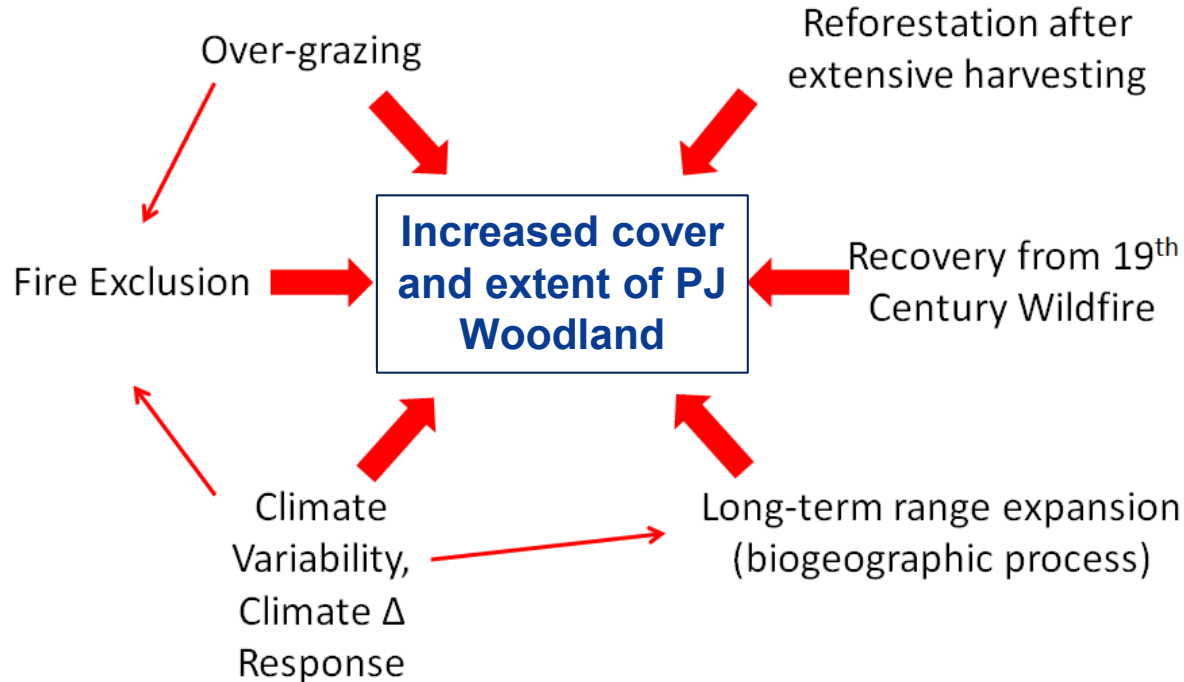 Over-grazing
Reforestation after
extensive harvesting
Increased cover
and extent of PJ
Woodland
Fire Exclusion
Recovery from 19th
Century Wildfire
Climate
Variability,
Climate Δ
Response
Long-term range expansion
(biogeographic process)